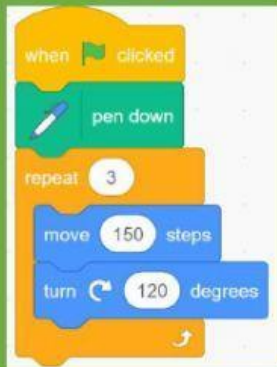 when clicked
pen down
repeat 3
move 150 steps
turn 120 degrees